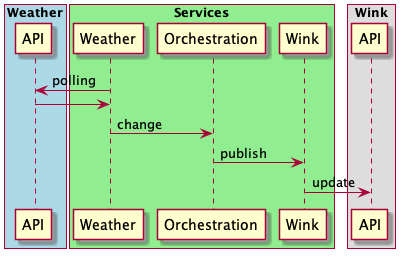 Weather Services Wink
API Weather Orchestration Wink API
polling
change
publish
update
API Weather Orchestration Wink API